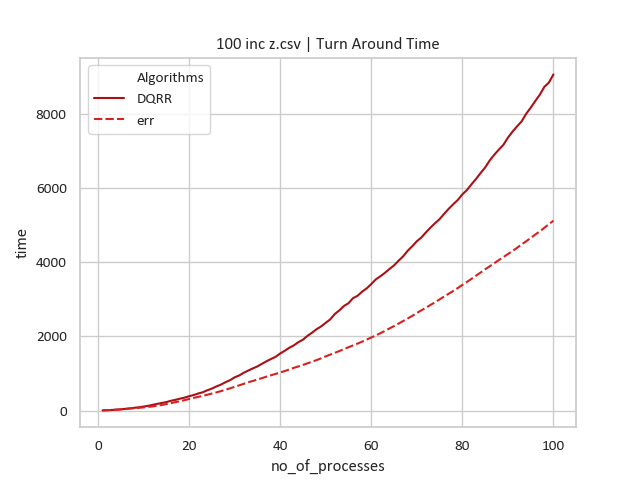 100 inc z.csv | Turn Around Time
Algorithms
DQRR
err
8000
6000
4000
2000
0
time
0 20 40 60 80 100
no_of_processes